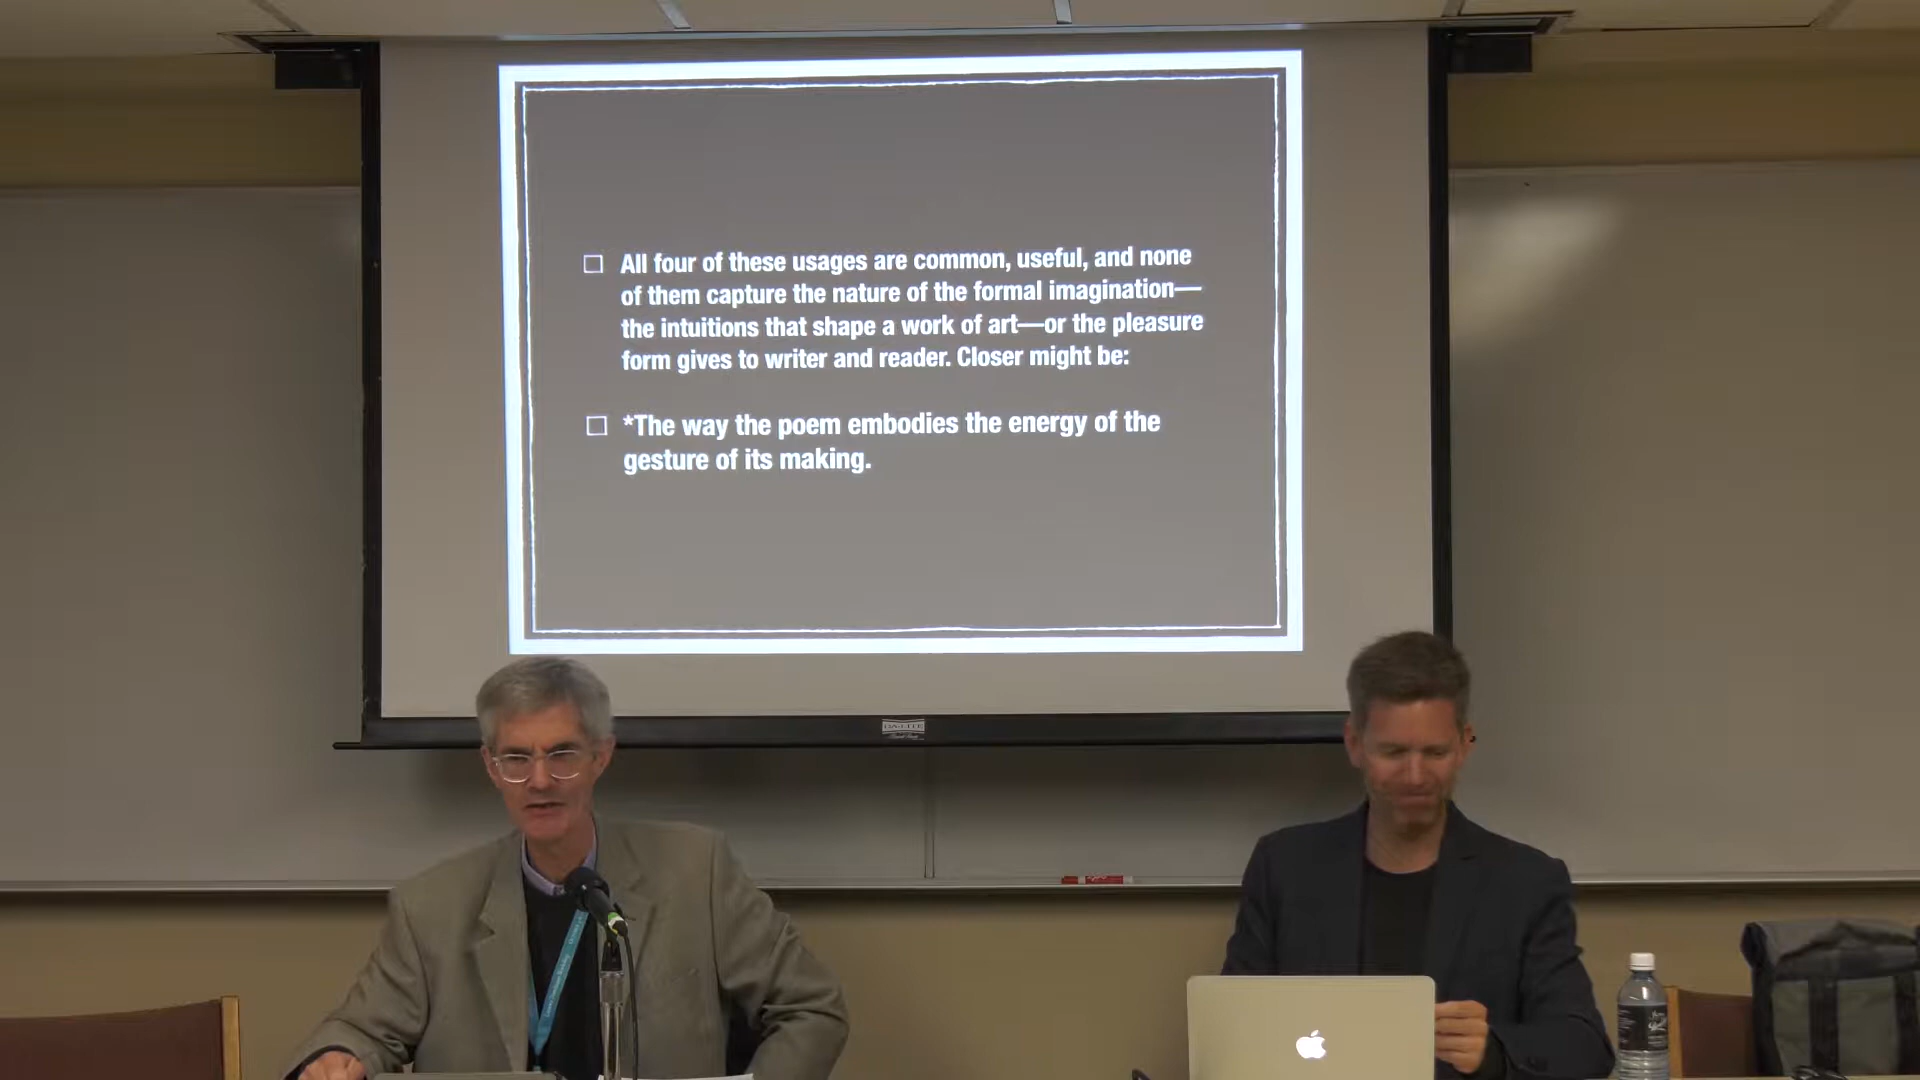 All four of these usages are common, useful, and none
of them capture the nature of the formal imagination—
the intuitions that shape a work of art—or the pleasure
form gives to writer and reader. Closer might be:
*The way the poem embodies the energy of the
gesture of its making.
DA-LITE